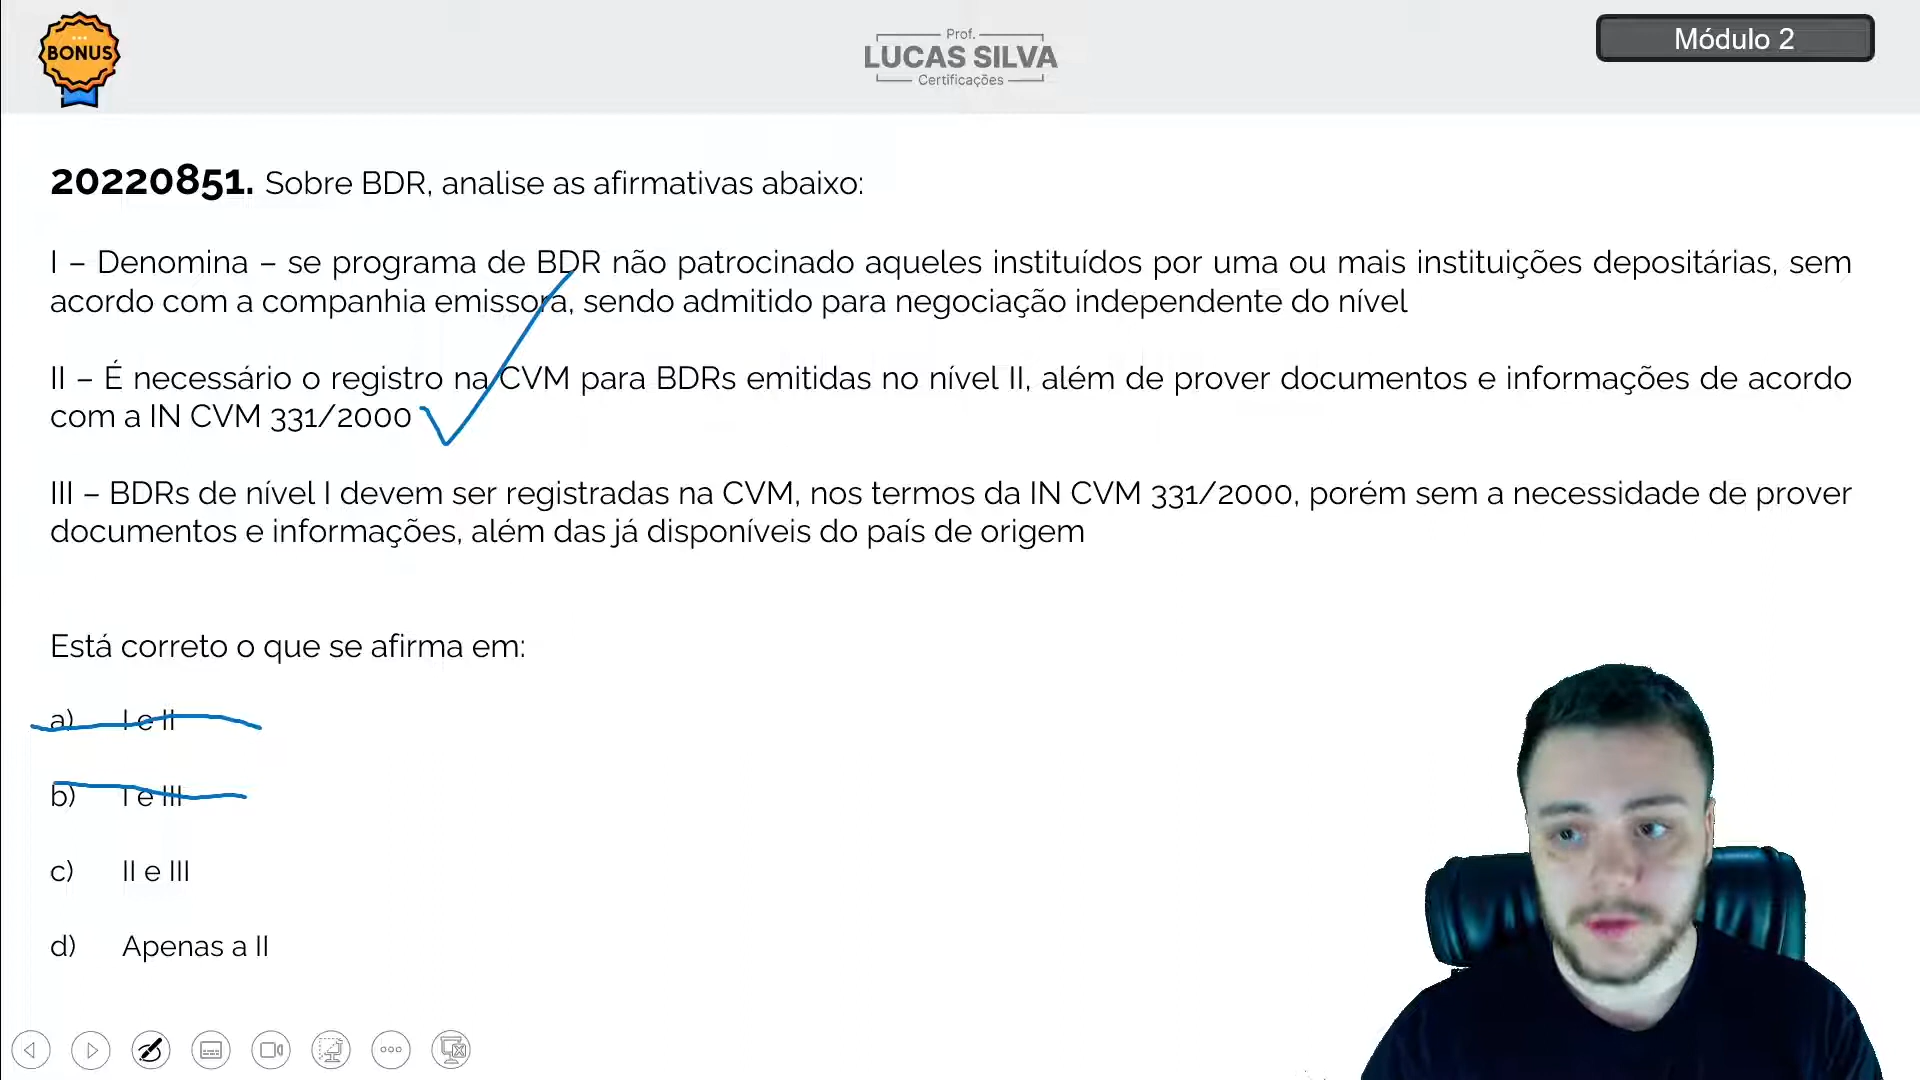 BONUS
Prof.
LUCAS SILVA
Certificações
Módulo 2
20220851. Sobre BDR, analise as afirmativas abaixo:
I – Denomina – se programa de BDR não patrocinado aqueles instituídos por uma ou mais instituições depositárias, sem
acordo com a companhia emissora, sendo admitido para negociação independente do nível
II – É necessário o registro na CVM para BDRs emitidas no nível II, além de prover documentos e informações de acordo
com a IN CVM 331/2000
III – BDRs de nível I devem ser registradas na CVM, nos termos da IN CVM 331/2000, porém sem a necessidade de prover
documentos e informações, além das já disponíveis do país de origem
Está correto o que se afirma em:
a) I e II
b) I e III
c) II e III
d) Apenas a II